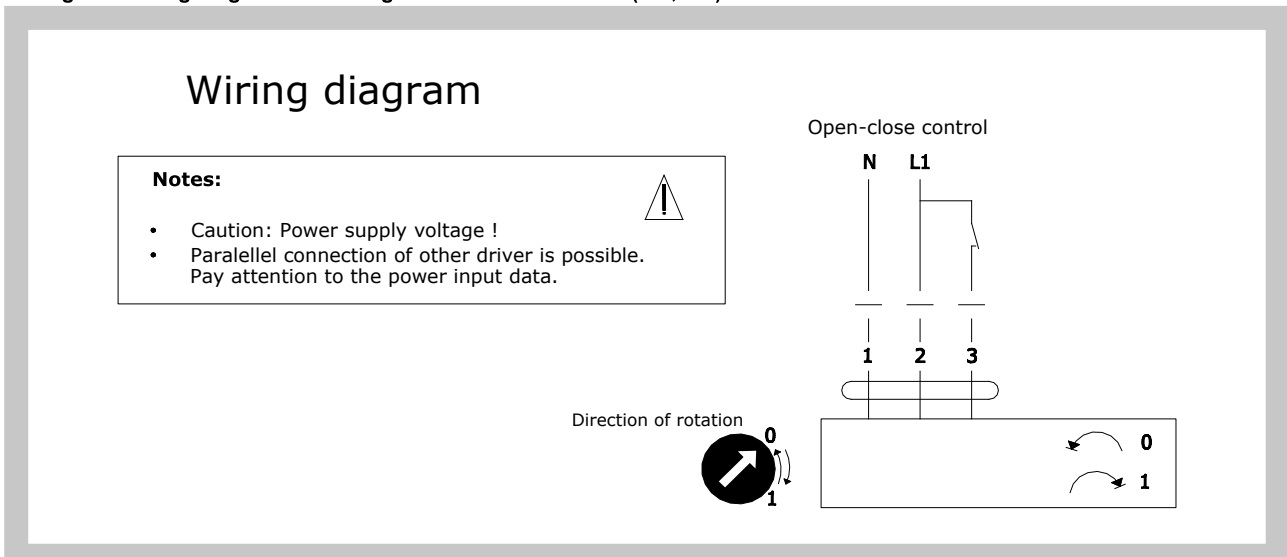 Wiring diagram
Open-close control
N L1
Notes:
• Caution: Power supply voltage !
• Paralellel connection of other driver is possible.
Pay attention to the power input data.
1 2 3
Direction of rotation
0
1
0
1